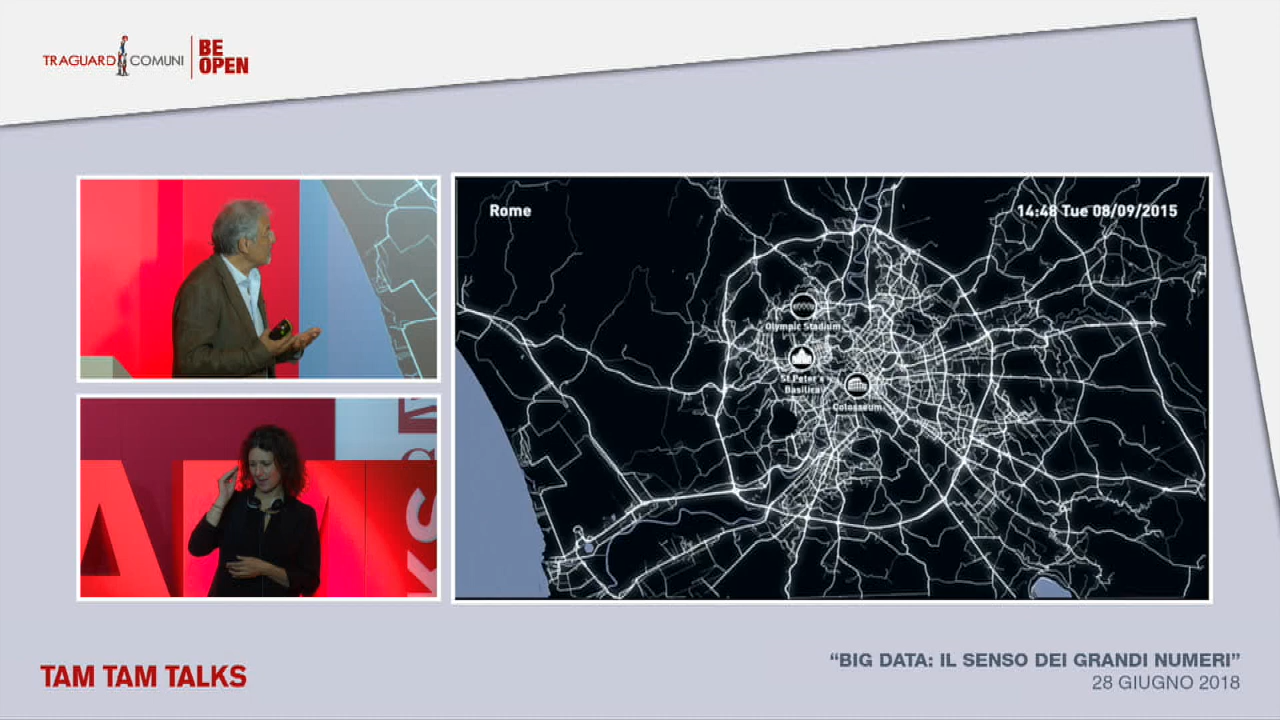 TRAGUARDI COMUNI
BE
OPEN
Rome
14:48 Tue 08/09/2015
Olympic Stadium
St Peter's
Basilica
Colosseum
TAM TAM TALKS
“BIG DATA: IL SENSO DEI GRANDI NUMERI”
28 GIUGNO 2018